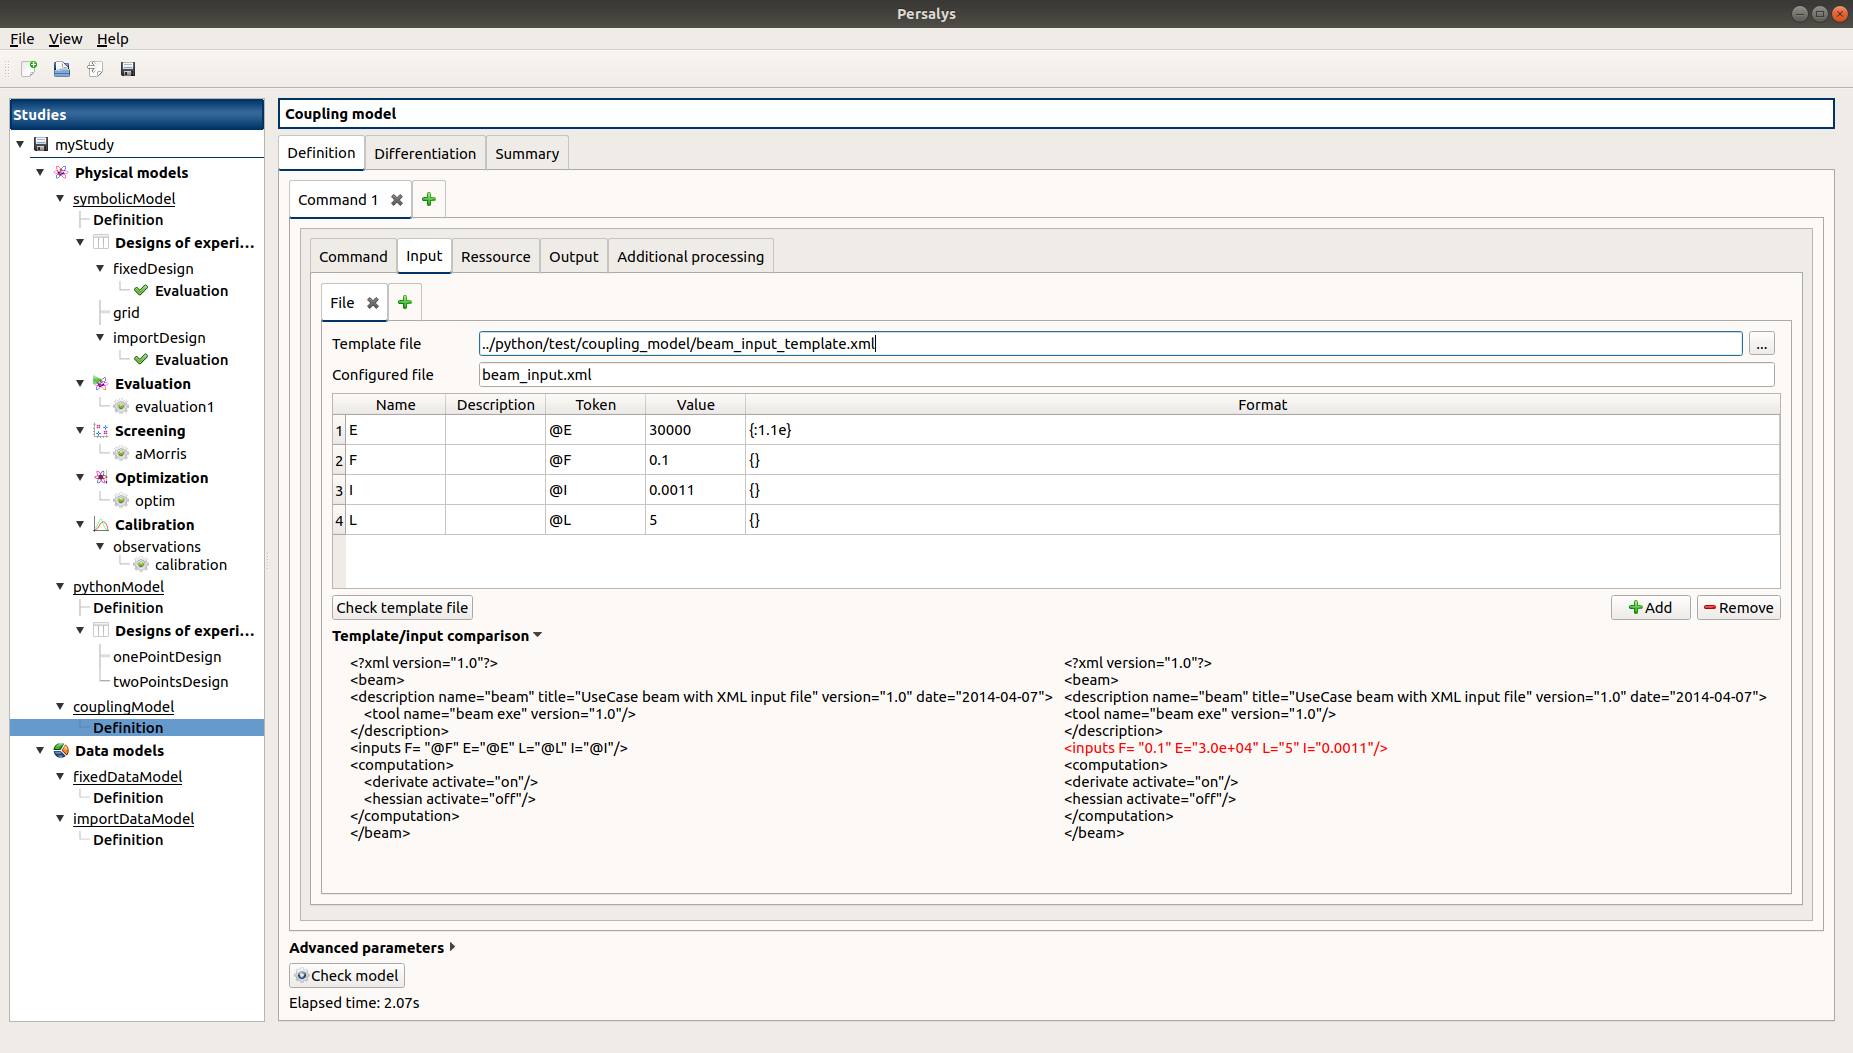 Persalys
File View Help
Studies
myStudy
Physical models
symbolicModel
Definition
Designs of experi...
fixedDesign
Evaluation
grid
importDesign
Evaluation
Evaluation
evaluation1
Screening
aMorris
Optimization
optim
Calibration
observations
calibration
pythonModel
Definition
Designs of experi...
onePointDesign
twoPointsDesign
couplingModel
Definition
Data models
fixedDataModel
Definition
importDataModel
Definition
Coupling model
Definition Differentiation Summary
Command 1
Command Input Ressource Output Additional processing
File
Template file ../python/test/coupling_model/beam_input_template.xml ...
Configured file beam_input.xml
Name Description Token Value Format
1 E @E 30000 {:1.1e}
2 F @F 0.1 {}
3 I @I 0.0011 {}
4 L @L 5 {}
Check template file Add Remove
Template/input comparison
<?xml version="1.0"?>
<beam>
<description name="beam" title="UseCase beam with XML input file" version="1.0" date="2014-04-07">
<tool name="beam exe" version="1.0"/>
</description>
<inputs F= "@F" E="@E" L="@L" I="@I"/>
<computation>
<derivate activate="on"/>
<hessian activate="off"/>
</computation>
</beam>
<?xml version="1.0"?>
<beam>
<description name="beam" title="UseCase beam with XML input file" version="1.0" date="2014-04-07">
<tool name="beam exe" version="1.0"/>
</description>
<inputs F= "0.1" E="3.0e+04" L="5" I="0.0011"/>
<computation>
<derivate activate="on"/>
<hessian activate="off"/>
</computation>
</beam>
Advanced parameters
Check model
Elapsed time: 2.07s